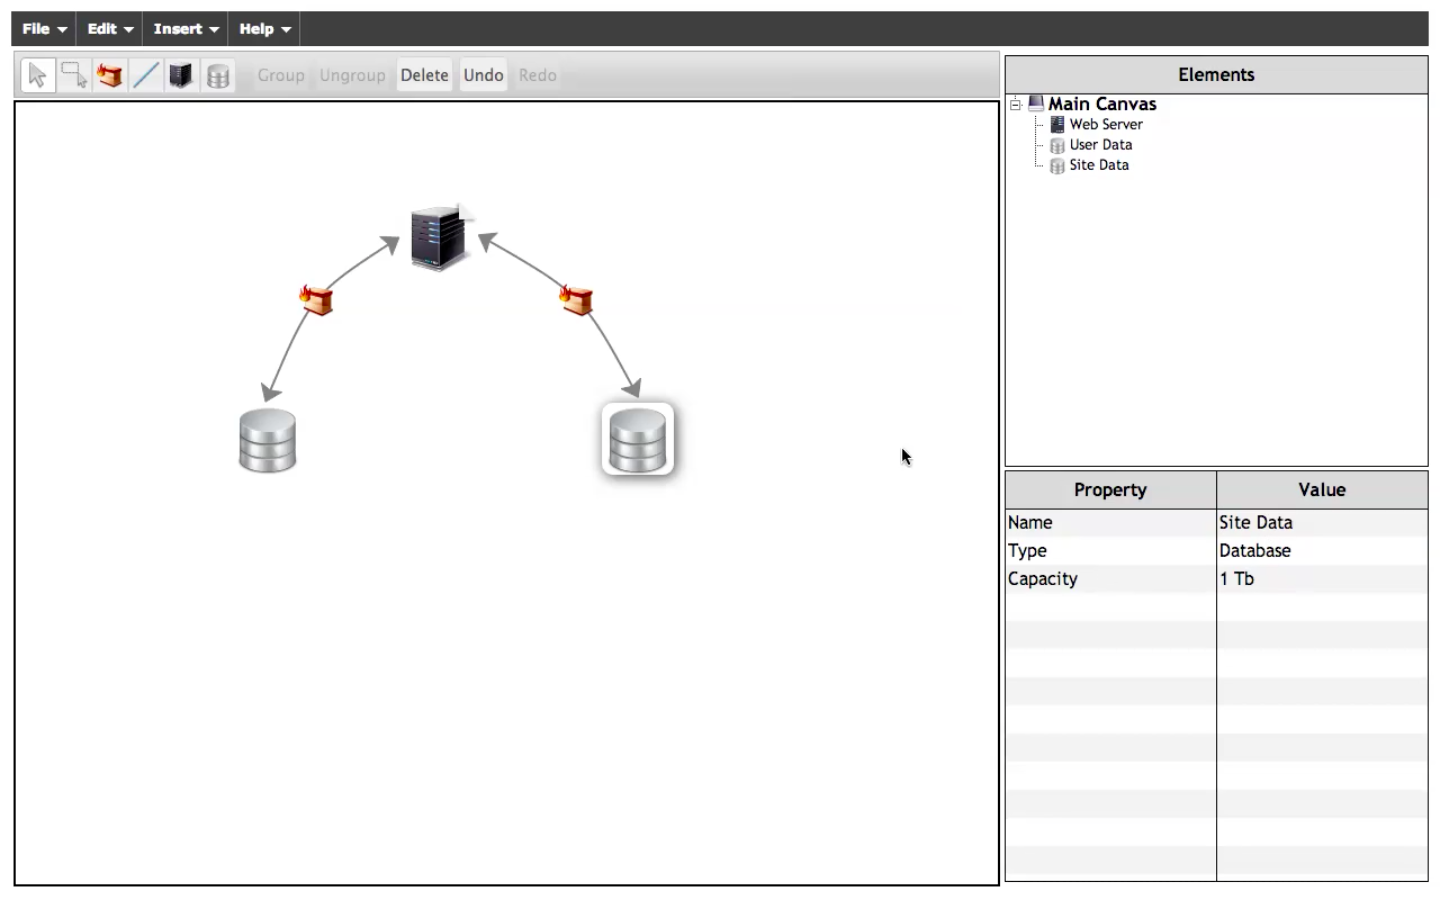 File Edit Insert Help
Group Ungroup Delete Undo Redo
Elements
Main Canvas
Web Server
User Data
Site Data
Property Value
Name Site Data
Type Database
Capacity 1 Tb